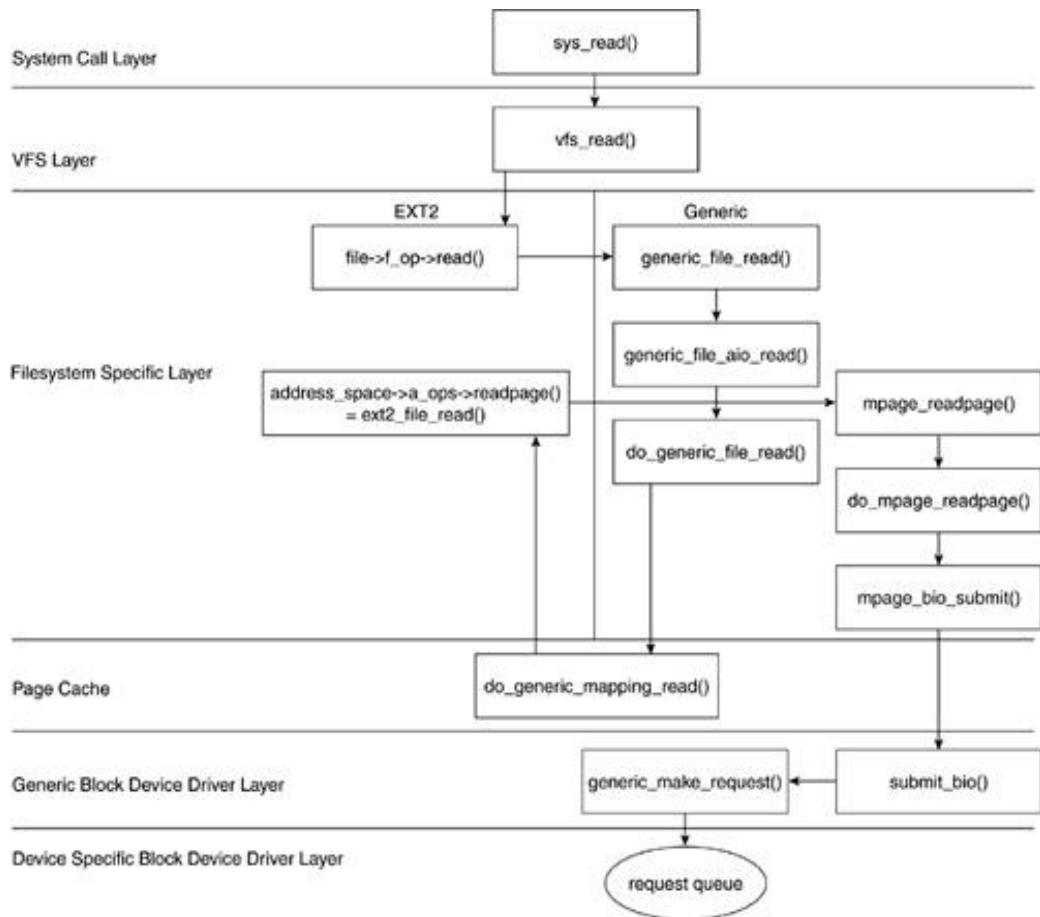 sys_read()
System Call Layer
vfs_read()
VFS Layer
EXT2
Generic
file->f_op->read()
generic_file_read()
generic_file_aio_read()
Filesystem Specific Layer
address_space->a_ops->readpage()
= ext2_file_read()
mpage_readpage()
do_generic_file_read()
do_mpage_readpage()
mpage_bio_submit()
Page Cache
do_generic_mapping_read()
Generic Block Device Driver Layer
generic_make_request()
submit_bio()
Device Specific Block Device Driver Layer
request queue